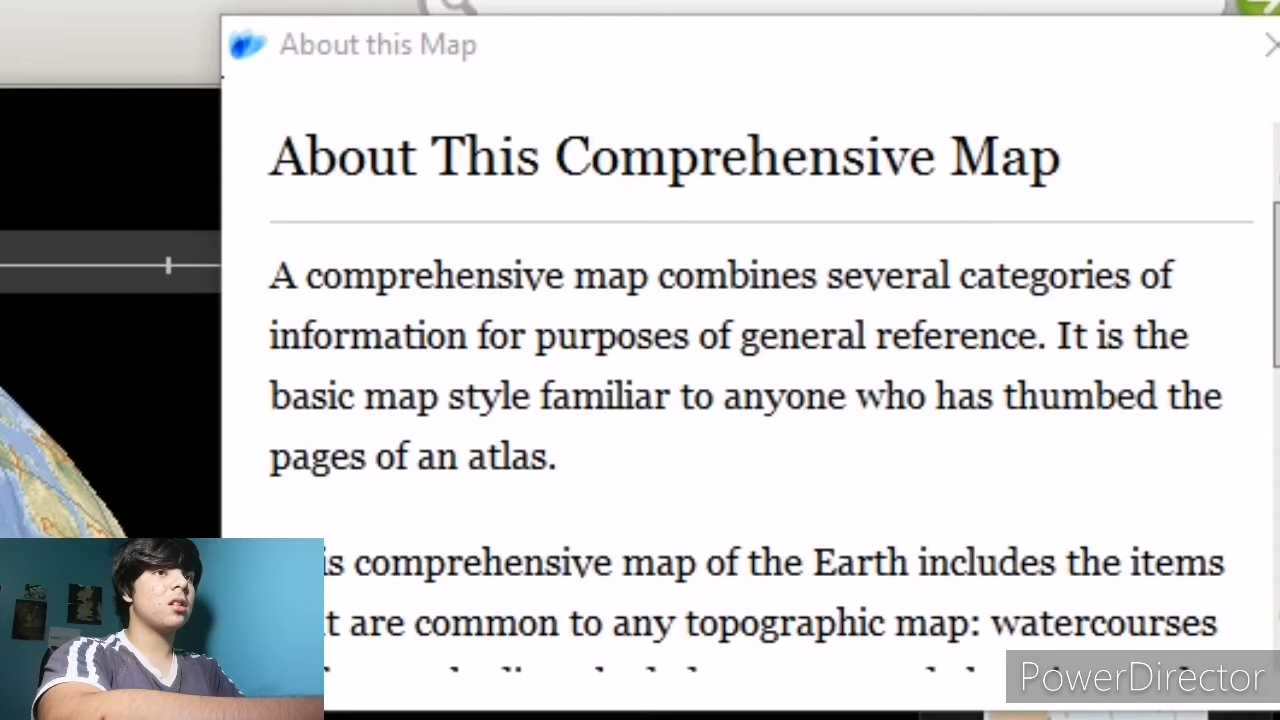 About this Map
About This Comprehensive Map
A comprehensive map combines several categories of
information for purposes of general reference. It is the
basic map style familiar to anyone who has thumbed the
pages of an atlas.
is comprehensive map of the Earth includes the items
t are common to any topographic map: watercourses
PowerDirector